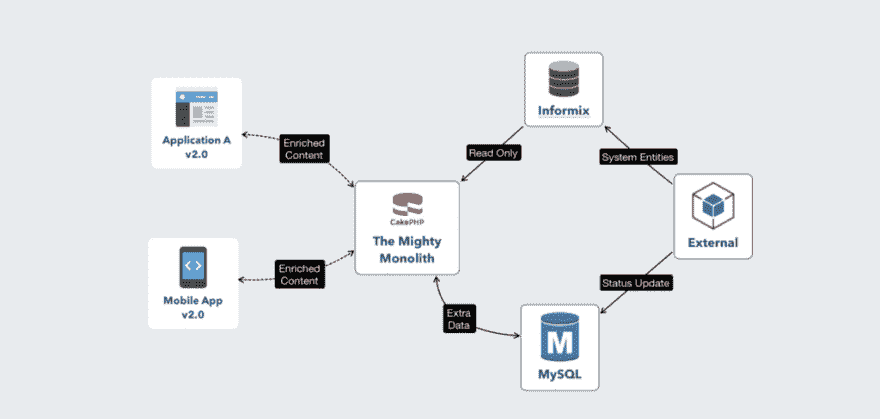 Application A
v2.0
Enriched
Content
Mobile App
v2.0
Enriched
Content
CakePHP
The Mighty
Monolith
Read Only
Informix
System Entities
External
Status Update
Extra
Data
M
MySQL